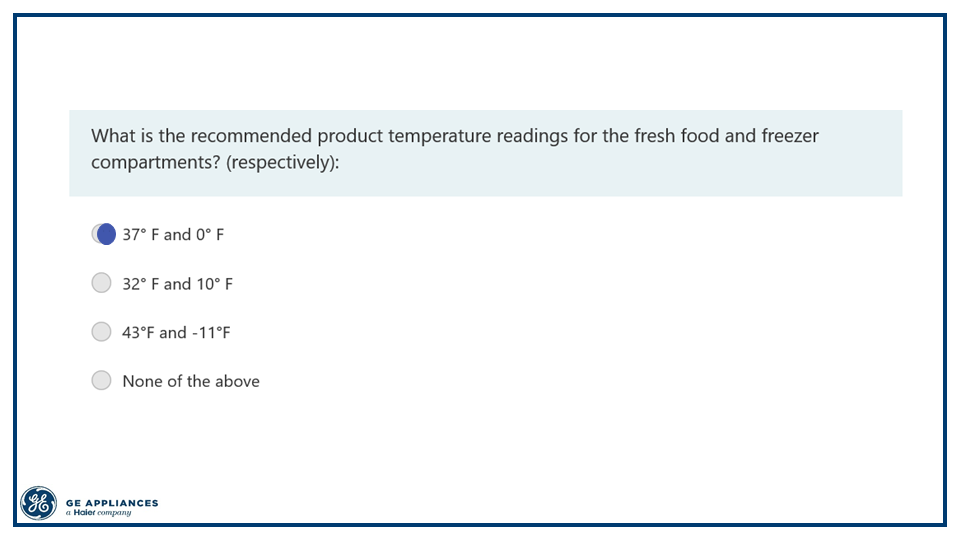 What is the recommended product temperature readings for the fresh food and freezer
compartments? (respectively):
37° F and 0° F
32° F and 10° F
43°F and -11°F
None of the above
GE APPLIANCES
a Haier company